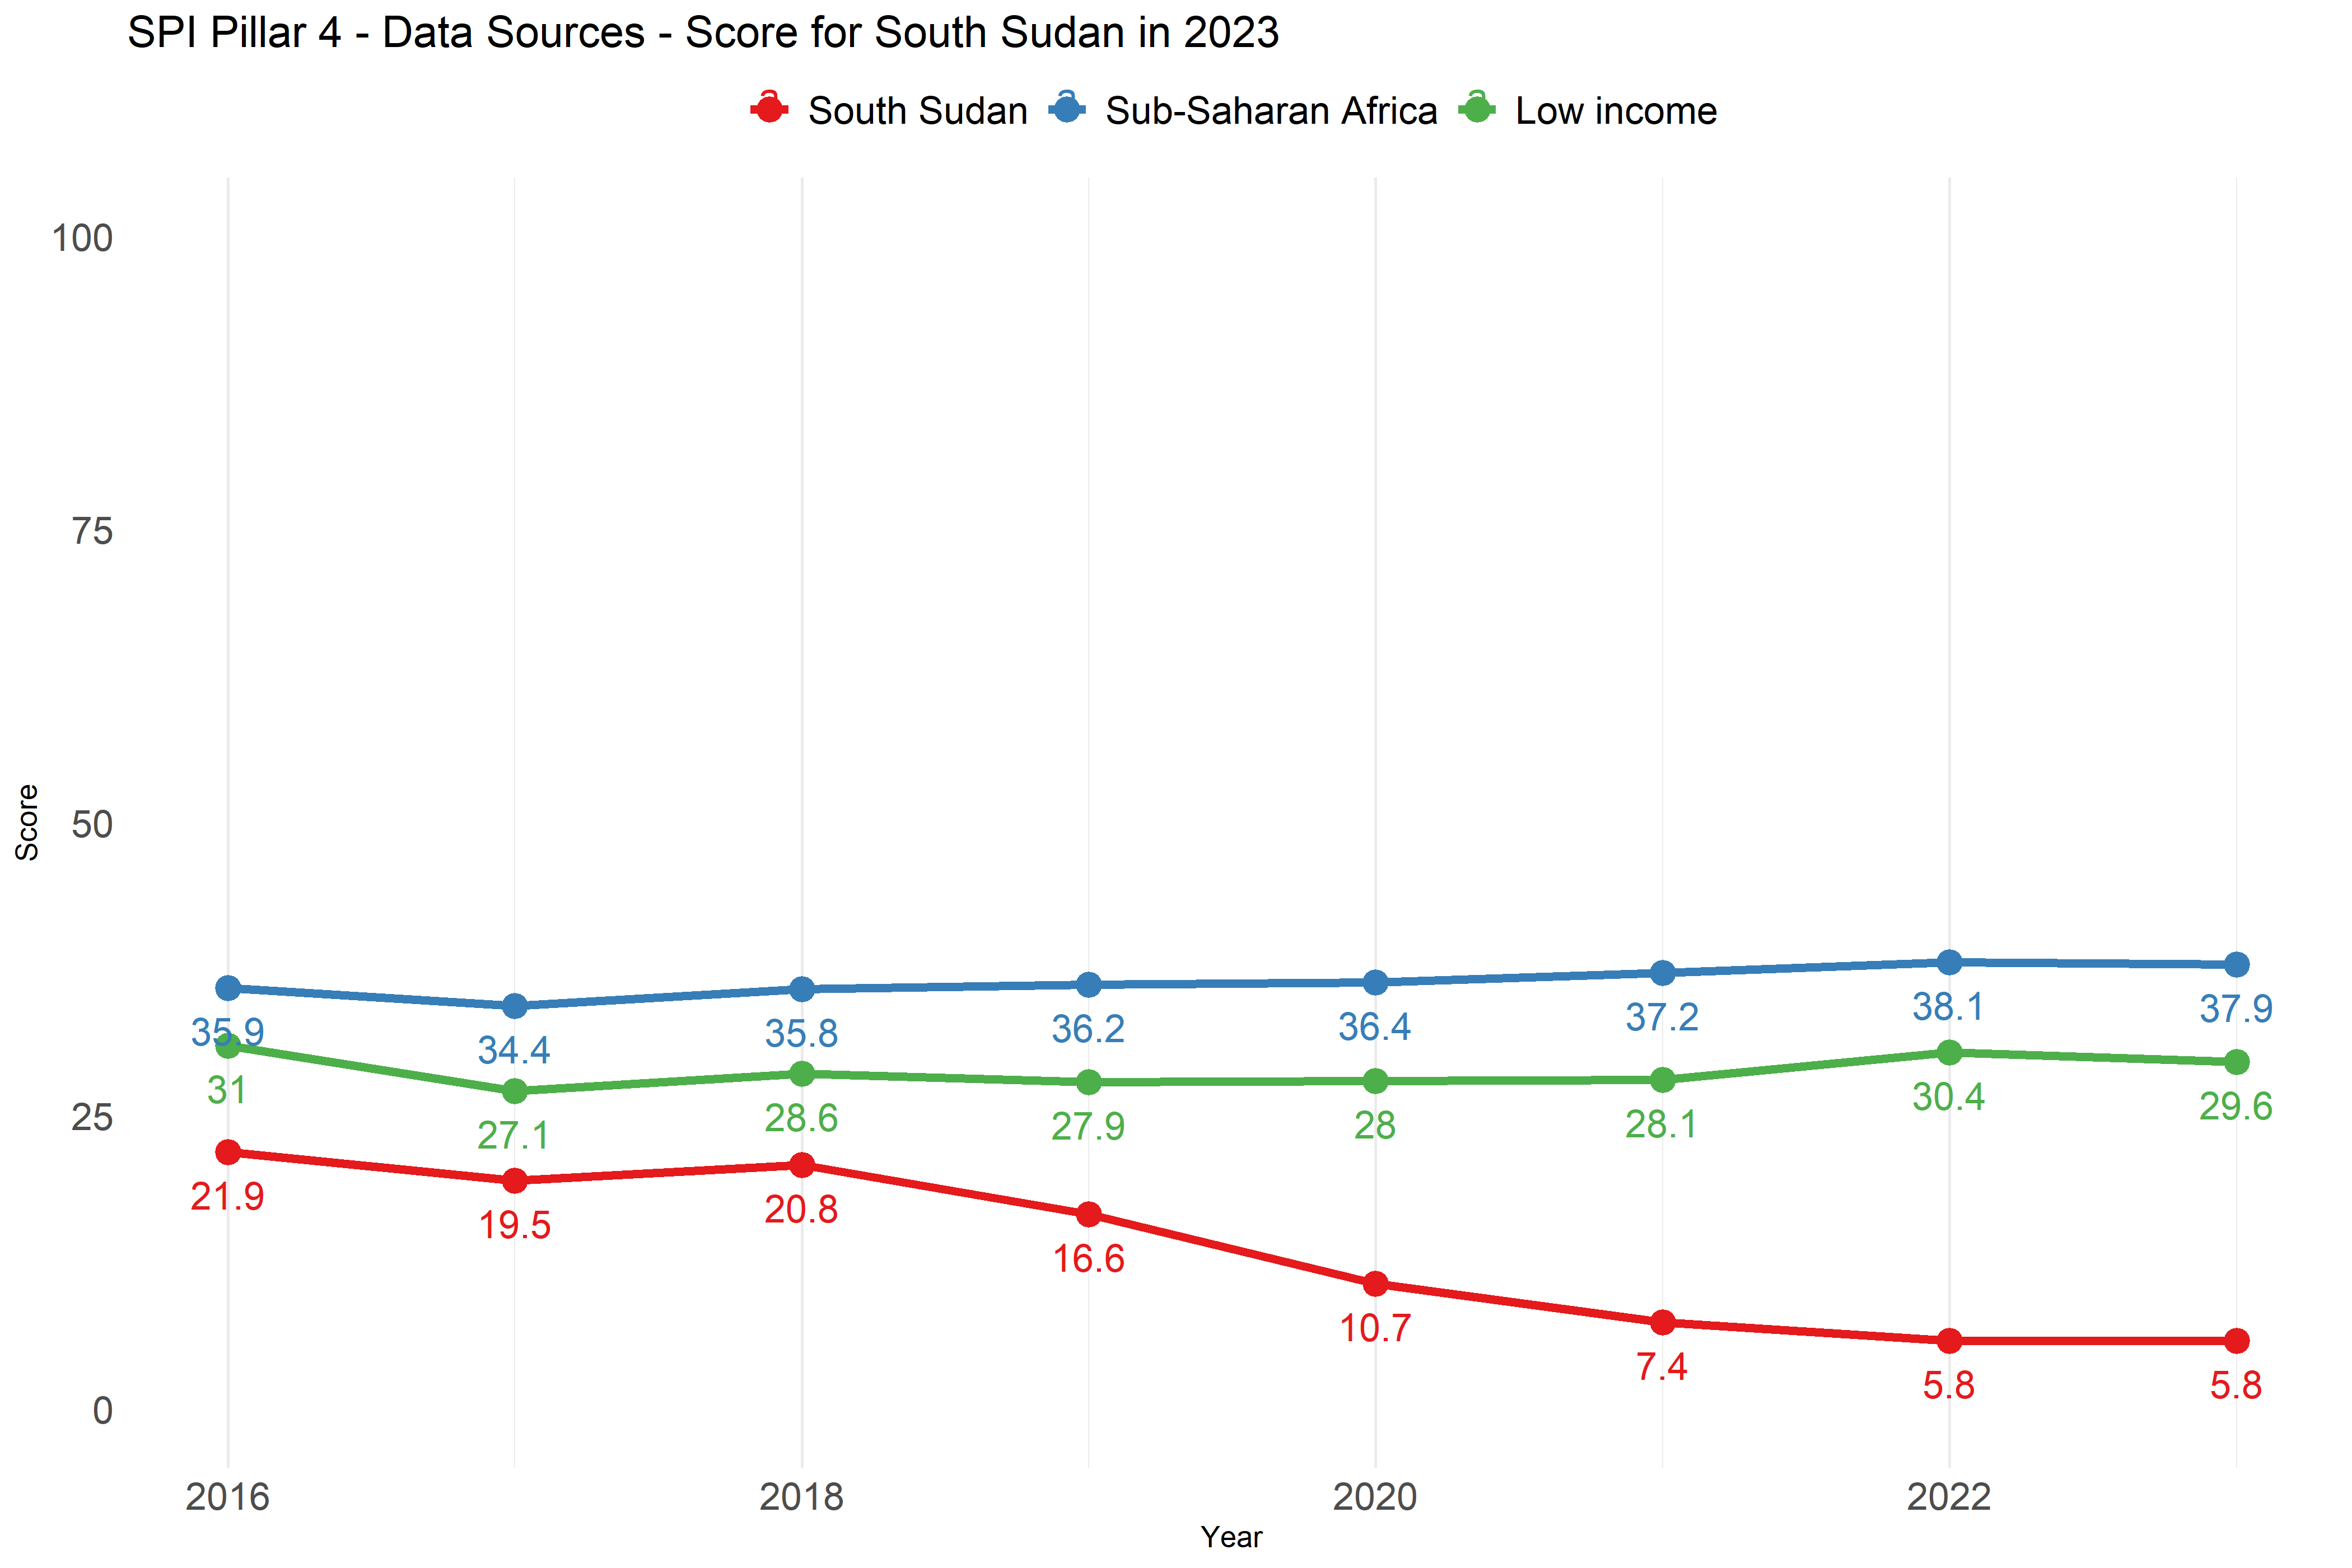 SPI Pillar 4 - Data Sources - Score for South Sudan in 2023
South Sudan Sub-Saharan Africa Low income
100
75
50
25
0
Score
35.9 34.4 35.8 36.2 36.4 37.2 38.1 37.9
31 27.1 28.6 27.9 28 28.1 30.4 29.6
21.9 19.5 20.8 16.6 10.7 7.4 5.8 5.8
2016 2018 2020 2022
Year